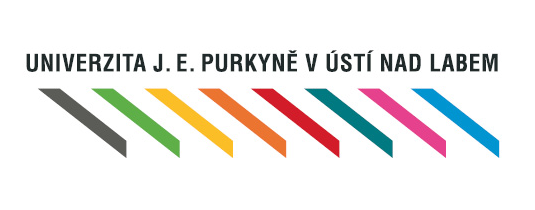 UNIVERZITA J. E. PURKYNĚ V ÚSTÍ NAD LABEM